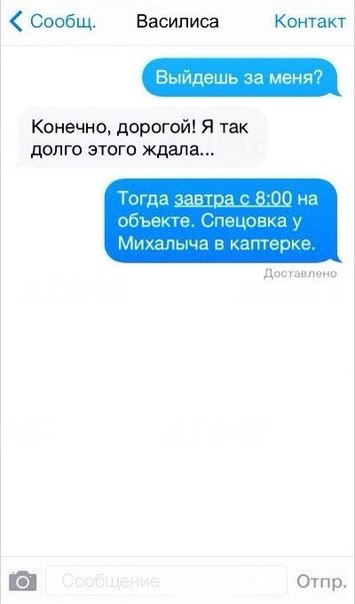 Сообщ. Василиса Контакт
Выйдешь за меня?
Конечно, дорогой! Я так
долго этого ждала...
Тогда завтра с 8:00 на
объекте. Спецовка у
Михалыча в каптерке.
Доставлено
Сообщение Отпр.